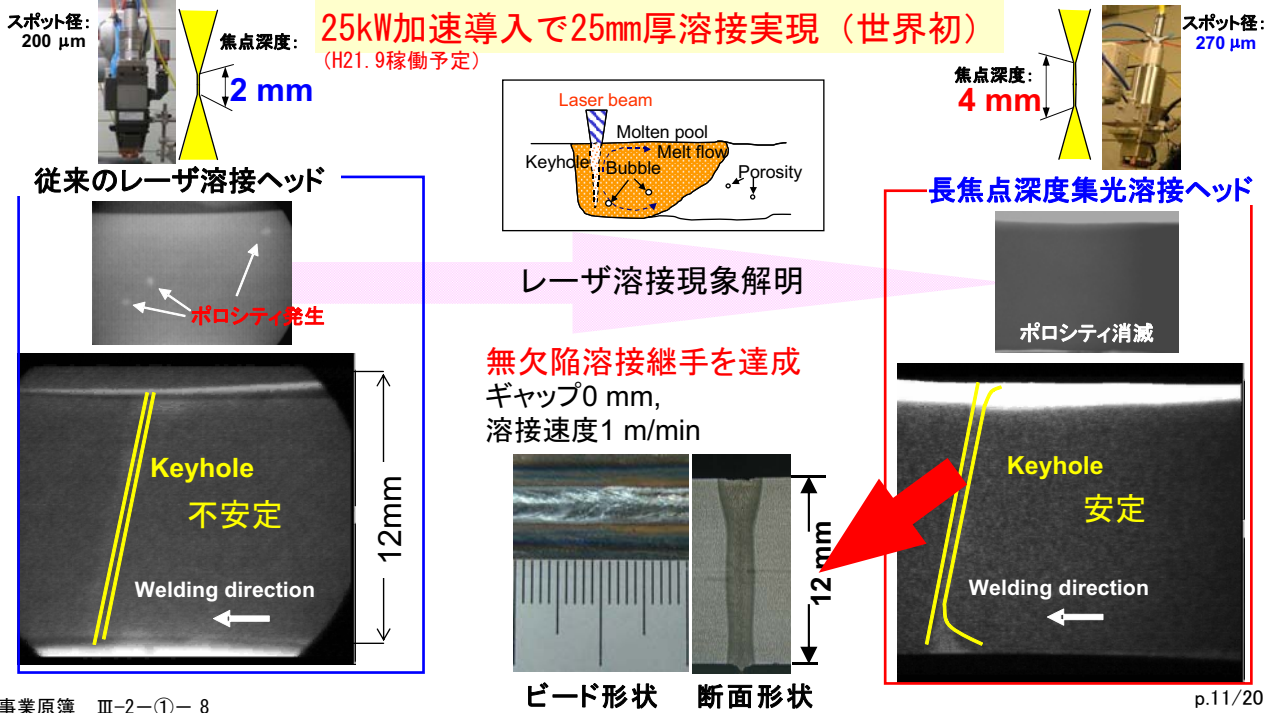 25kW加速導入で25mm厚溶接実現（世界初）
(H21.9稼働予定)
スポット径：
200 μm
焦点深度：
2 mm
従来のレーザ溶接ヘッド
ポロシティ発生
Keyhole
不安定
Welding direction
12mm
Laser beam
Molten pool
Melt flow
Keyhole
Bubble
Porosity
レーザ溶接現象解明
無欠陥溶接継手を達成
ギャップ0 mm,
溶接速度1 m/min
12 mm
ビード形状
断面形状
スポット径：
270 μm
焦点深度：
4 mm
長焦点深度集光溶接ヘッド
ポロシティ消滅
Keyhole
安定
Welding direction
事業原簿　Ⅲ-2-①- 8
p.11/20